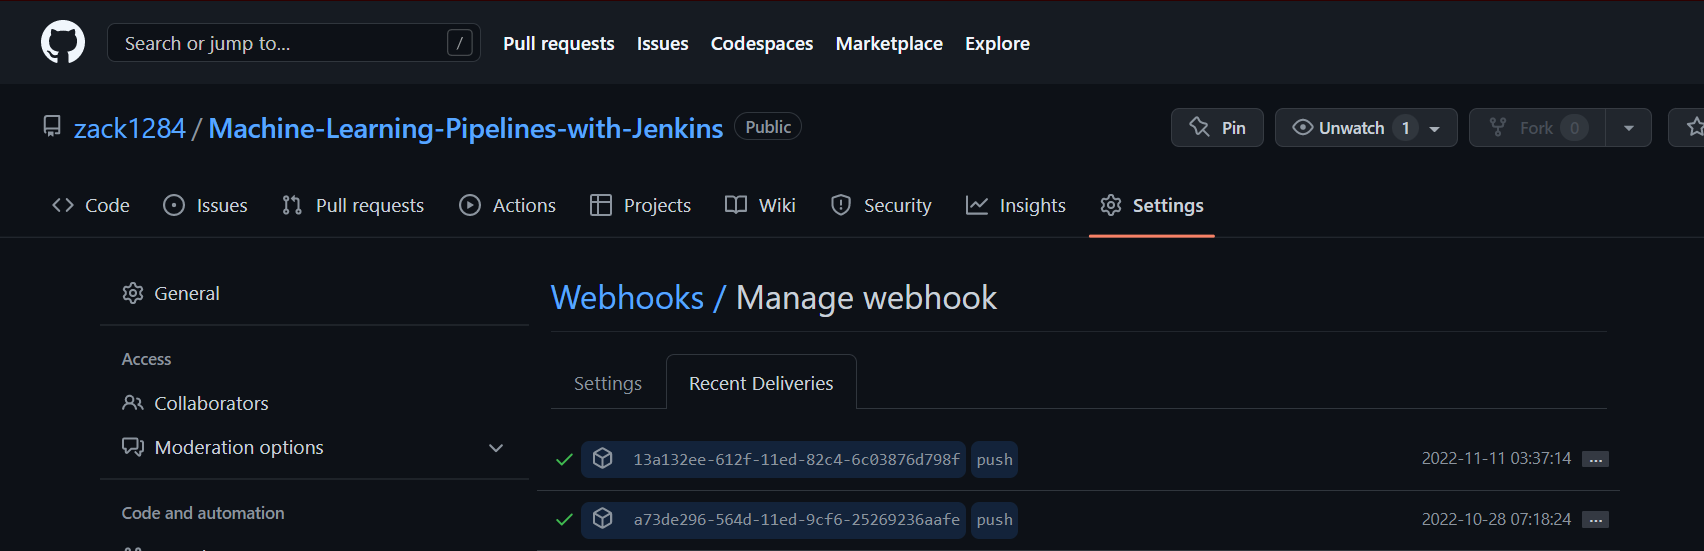 Search or jump to... /
Pull requests Issues Codespaces Marketplace Explore
zack1284 / Machine-Learning-Pipelines-with-Jenkins Public
Pin Unwatch 1 Fork 0
Code Issues Pull requests Actions Projects Wiki Security Insights Settings
General
Access
Collaborators
Moderation options
Code and automation
Webhooks / Manage webhook
Settings Recent Deliveries
13a132ee-612f-11ed-82c4-6c03876d798f push 2022-11-11 03:37:14 ...
a73de296-564d-11ed-9cf6-25269236aafe push 2022-10-28 07:18:24 ...